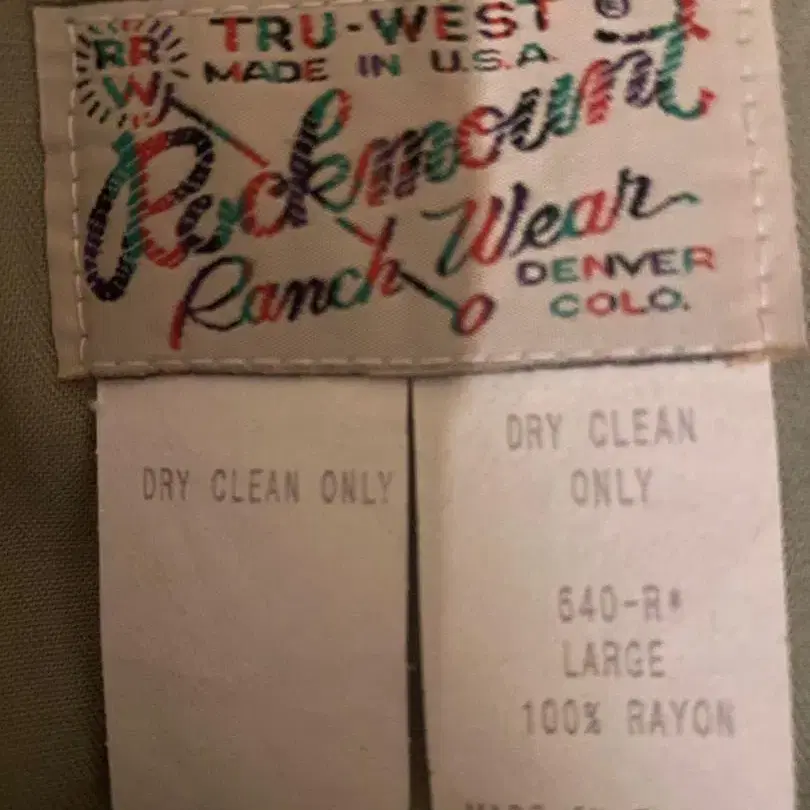 TRU-WEST ®
RRW
MADE IN U.S.A.
Rockmount
Ranch Wear
DENVER
COLO.
DRY CLEAN ONLY
DRY CLEAN
ONLY
640-R*
LARGE
100% RAYON